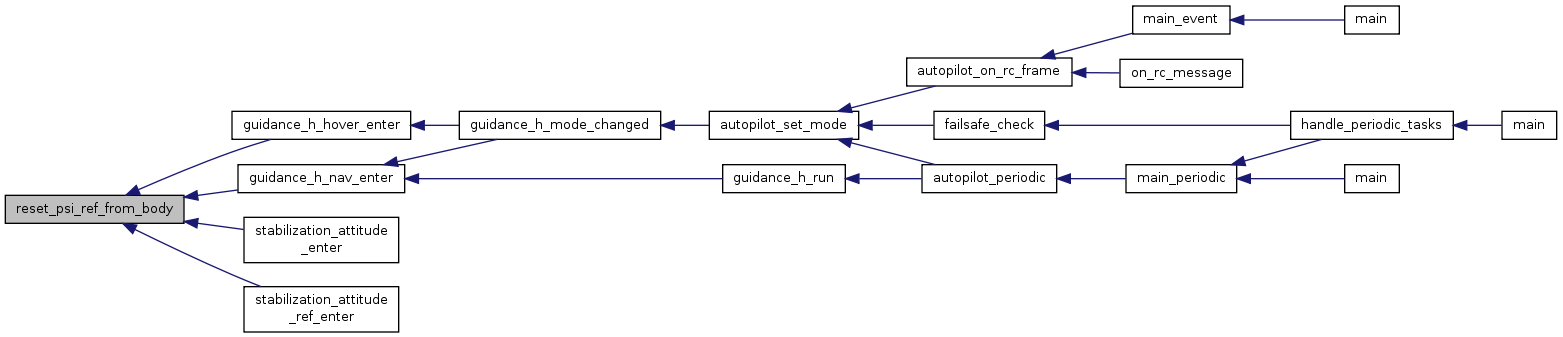 main_event
main
autopilot_on_rc_frame
on_rc_message
guidance_h_hover_enter
guidance_h_mode_changed
autopilot_set_mode
failsafe_check
handle_periodic_tasks
main
guidance_h_nav_enter
guidance_h_run
autopilot_periodic
main_periodic
main
reset_psi_ref_from_body
stabilization_attitude
_enter
stabilization_attitude
_ref_enter